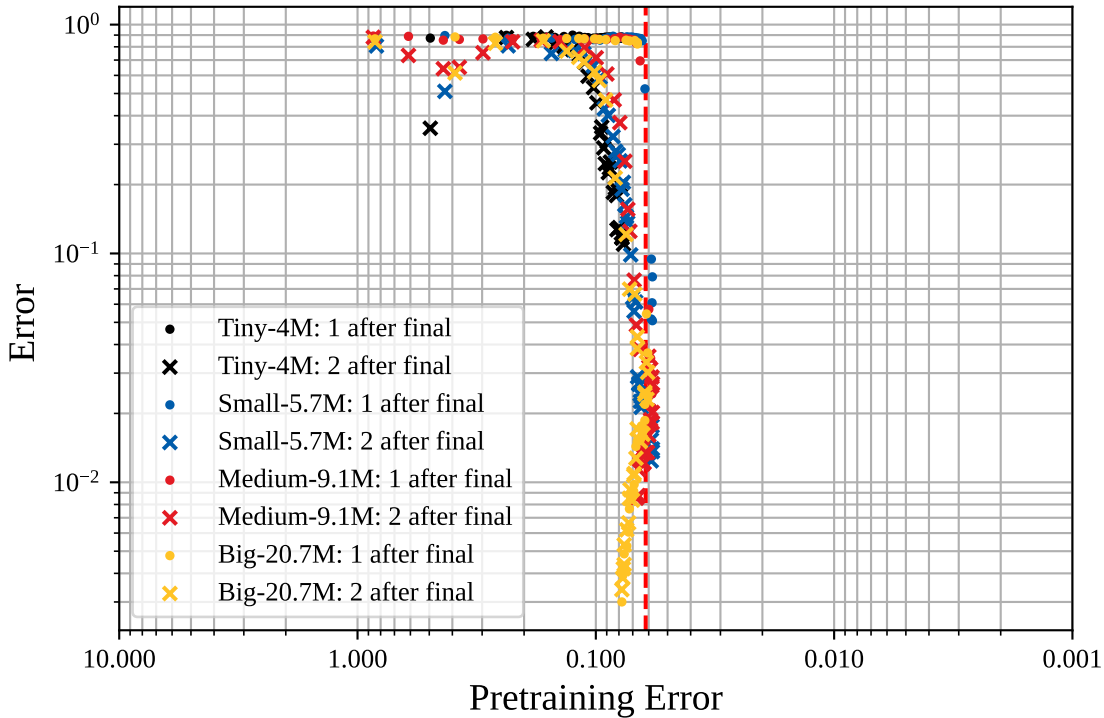 10⁰
10⁻¹
10⁻²
Error
Tiny-4M: 1 after final
Tiny-4M: 2 after final
Small-5.7M: 1 after final
Small-5.7M: 2 after final
Medium-9.1M: 1 after final
Medium-9.1M: 2 after final
Big-20.7M: 1 after final
Big-20.7M: 2 after final
10.000 1.000 0.100 0.010 0.001
Pretraining Error